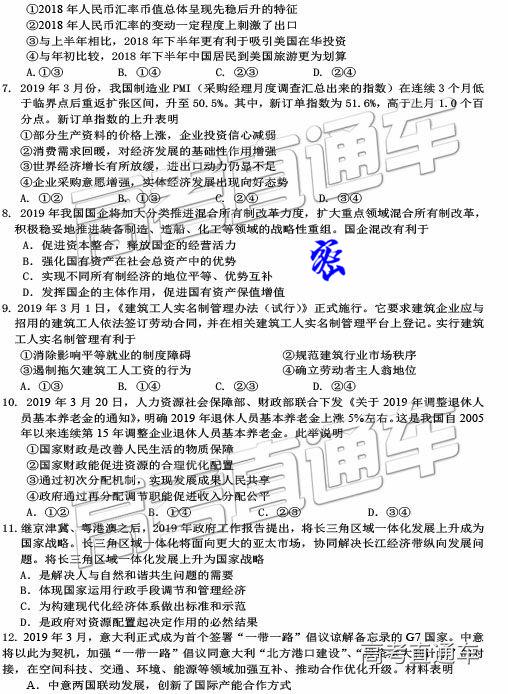 ①2018 年人民币汇率币值总体呈现先稳后升的特征
②2018 年人民币汇率的变动一定程度上刺激了出口
③与上半年相比，2018 年下半年更有利于吸引美国在华投资
④与年初比较，2018 年下半年中国居民到美国旅游更为划算
A. ①③ B. ①④ C. ②③ D. ②④
7. 2019 年 3 月份，我国制造业 PMI（采购经理月度调查汇总出来的指数）在连续 3 个月低
于临界点后重返扩张区间，升至 50.5%。其中，新订单指数为 51.6%，高于上月 1.0 个百
分点。新订单指数的上升表明
①部分生产资料的价格上涨，企业投资信心减弱
②消费需求回暖，对经济发展的基础性作用增强
③世界经济增长有所放缓，进出口动力仍显不足
④企业采购意愿增强，实体经济发展出现向好态势
A. ①② B. ①③ C. ②④ D. ③④
8. 2019 年我国国企将加大分类推进混合所有制改革力度，扩大重点领域混合所有制改革，
积极稳妥地推进装备制造、造船、化工等领域的战略性重组。国企混改有利于
A. 促进资本整合，释放国企的经营活力
B. 强化国有资产在社会总资产中的优势
C. 实现不同所有制经济的地位平等、优势互补
D. 发挥国企的主体作用，促进国有资产保值增值
密
9. 2019 年 3 月 1 日，《建筑工人实名制管理办法（试行）》正式施行。它要求建筑企业应与
招用的建筑工人依法签订劳动合同，并在相关建筑工人实名制管理平台上登记。实行建筑
工人实名制管理有利于
①消除影响平等就业的制度障碍 ②规范建筑行业市场秩序
③遏制拖欠建筑工人工资的行为 ④确立劳动者主人翁地位
A. ①③ B. ①④ C. ②③ D. ②④
10. 2019 年 3 月 20 日，人力资源社会保障部、财政部联合下发《关于 2019 年调整退休人
员基本养老金的通知》，明确 2019 年退休人员基本养老金上涨 5%左右。这是我国自 2005
年以来连续第 15 年调整企业退休人员基本养老金。此举说明
①国家财政是改善人民生活的物质保障
②国家财政能促进资源的合理优化配置
③通过初次分配机制，实现发展成果人民共享
④政府通过再分配调节职能促进收入分配公平
A. ①② B. ①④ C. ②③ D. ③④
11. 继京津冀、粤港澳之后，2019 年政府工作报告提出，将长三角区域一体化发展上升成为
国家战略。长三角区域一体化将面向更大的亚太市场，协同解决长江经济带纵向发展问
题。将长三角区域一体化发展上升为国家战略
A. 是解决人与自然和谐共生问题的需要
B. 体现国家运用行政手段调节和管理经济
C. 为构建现代化经济体系做出标准和示范
D. 是政府对资源配置起决定作用的必然结果
12. 2019 年 3 月，意大利正式成为首个签署“一带一路”倡议谅解备忘录的 G7 国家。中意
将以此为契机，加强“一带一路”倡议同意大利“北方港口建设”、“
对
接，在空间科技、交通、环境、能源等领域加强互补、推动合作优化升级。材料表明
A. 中意两国联动发展，创新了国际产能合作方式
高考直通车
高考直通车
高考直通车